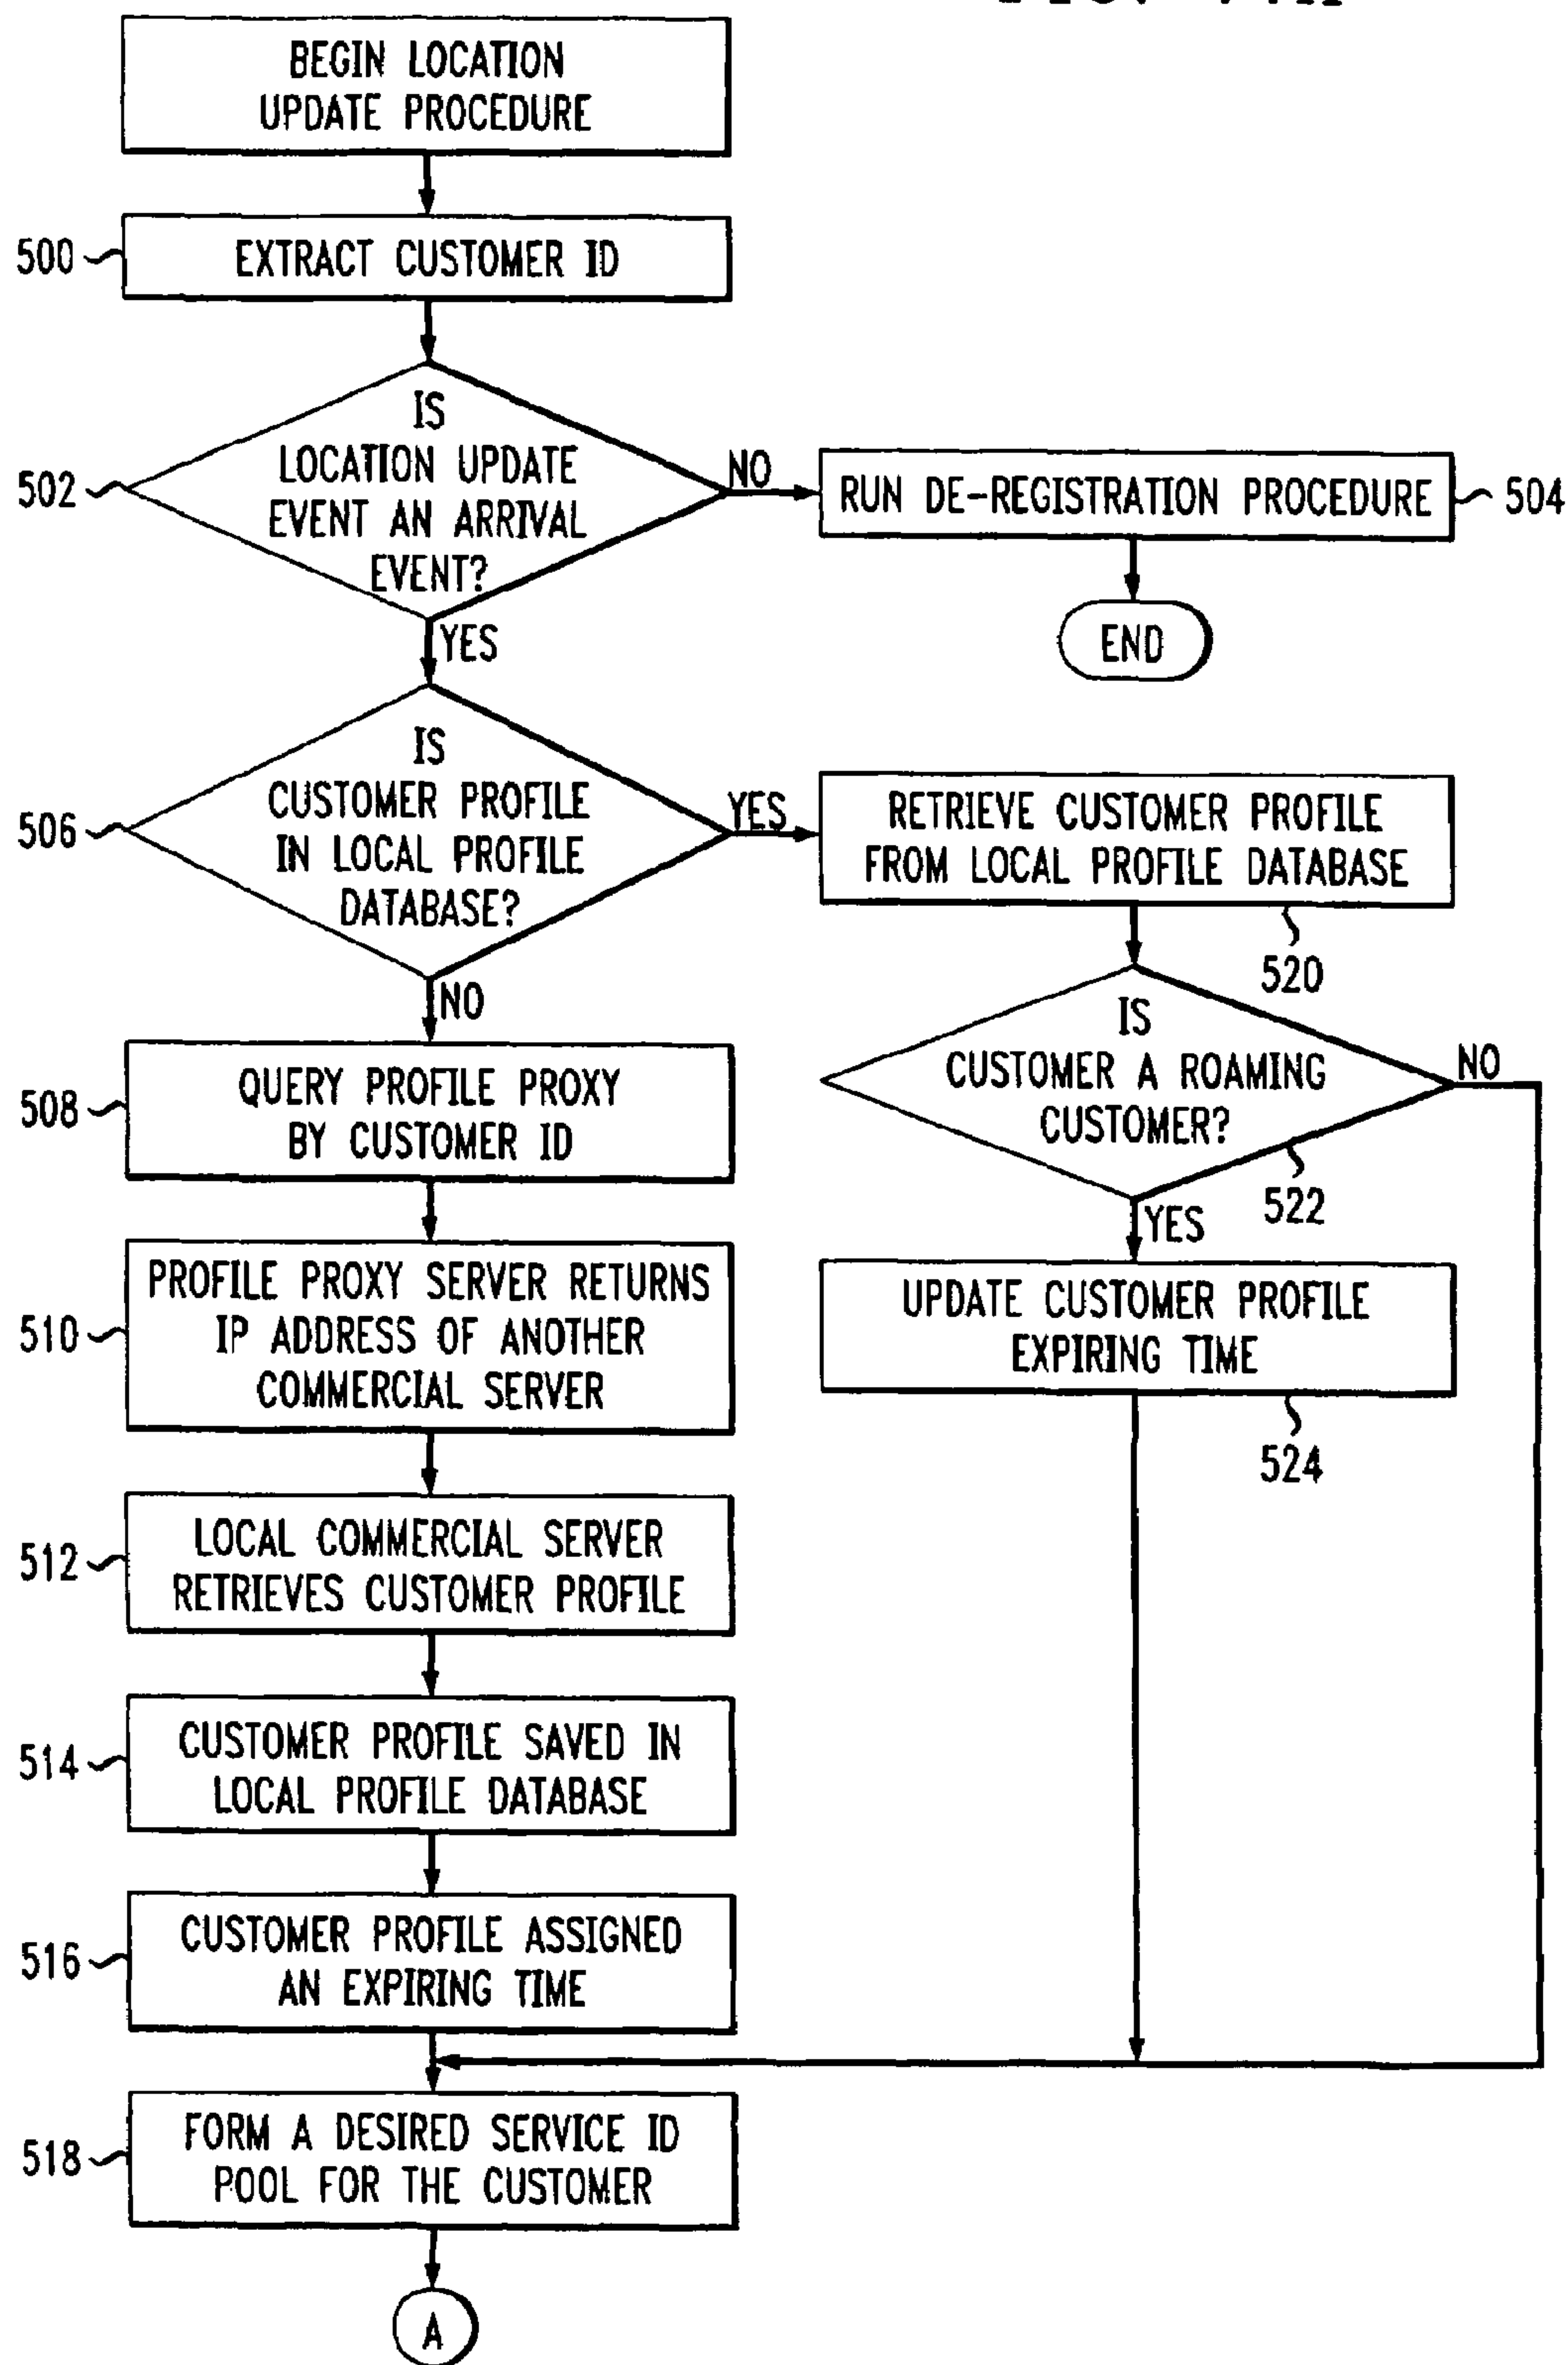 BEGIN LOCATION
UPDATE PROCEDURE
500
EXTRACT CUSTOMER ID
502
IS
LOCATION UPDATE
EVENT AN ARRIVAL
EVENT?
NO
RUN DE-REGISTRATION PROCEDURE
504
END
YES
506
IS
CUSTOMER PROFILE
IN LOCAL PROFILE
DATABASE?
YES
RETRIEVE CUSTOMER PROFILE
FROM LOCAL PROFILE DATABASE
520
NO
IS
CUSTOMER A ROAMING
CUSTOMER?
NO
522
YES
508
QUERY PROFILE PROXY
BY CUSTOMER ID
UPDATE CUSTOMER PROFILE
EXPIRING TIME
524
510
PROFILE PROXY SERVER RETURNS
IP ADDRESS OF ANOTHER
COMMERCIAL SERVER
512
LOCAL COMMERCIAL SERVER
RETRIEVES CUSTOMER PROFILE
514
CUSTOMER PROFILE SAVED IN
LOCAL PROFILE DATABASE
516
CUSTOMER PROFILE ASSIGNED
AN EXPIRING TIME
518
FORM A DESIRED SERVICE ID
POOL FOR THE CUSTOMER
A